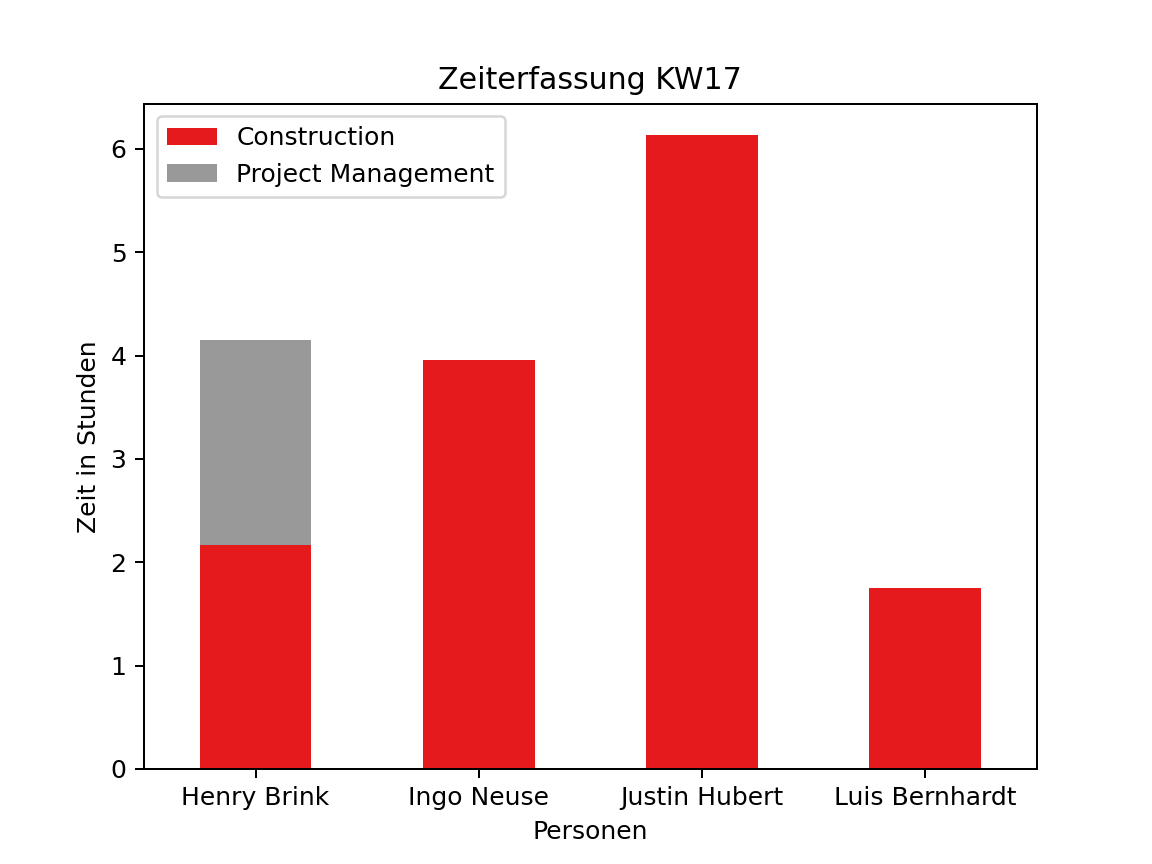 Zeiterfassung KW17
Construction
Project Management
Zeit in Stunden
6
5
4
3
2
1
0
Henry Brink Ingo Neuse Justin Hubert Luis Bernhardt
Personen